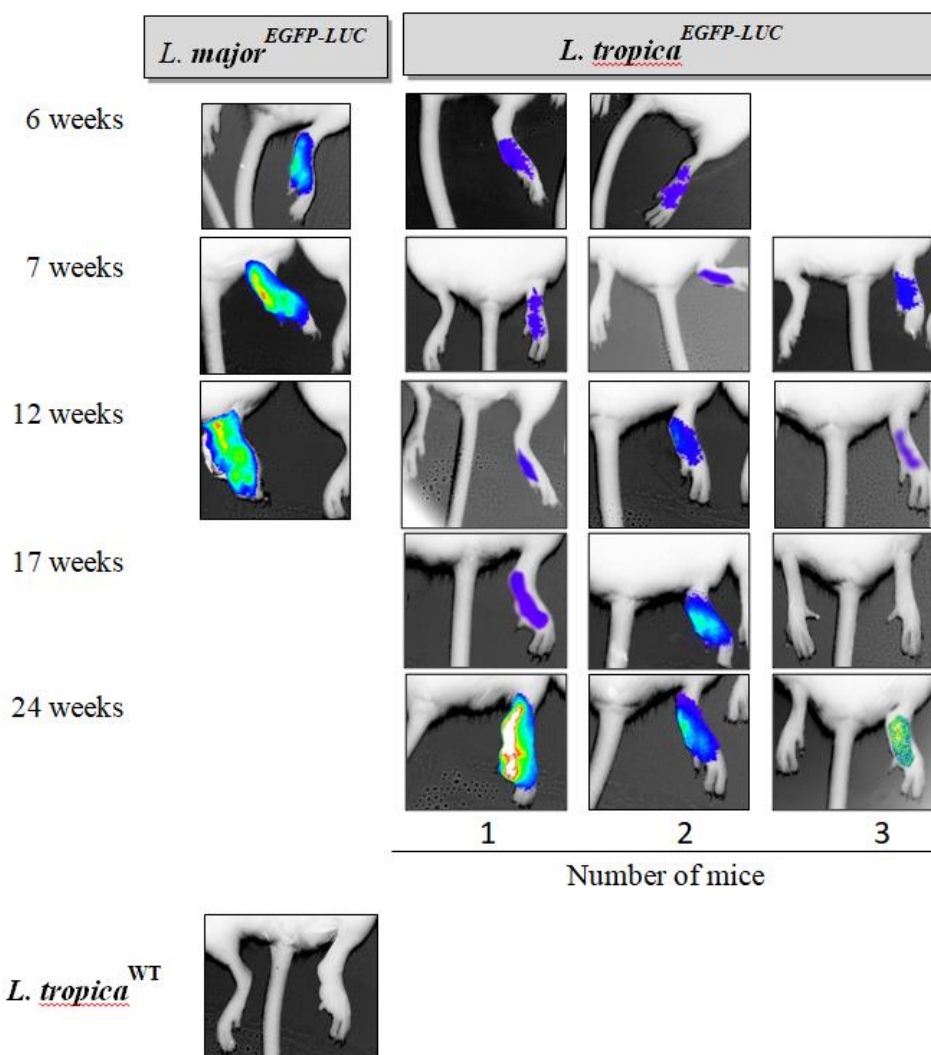 L. major EGFP-LUC
L. tropica EGFP-LUC
6 weeks
7 weeks
12 weeks
17 weeks
24 weeks
1 2 3
Number of mice
L. tropica WT